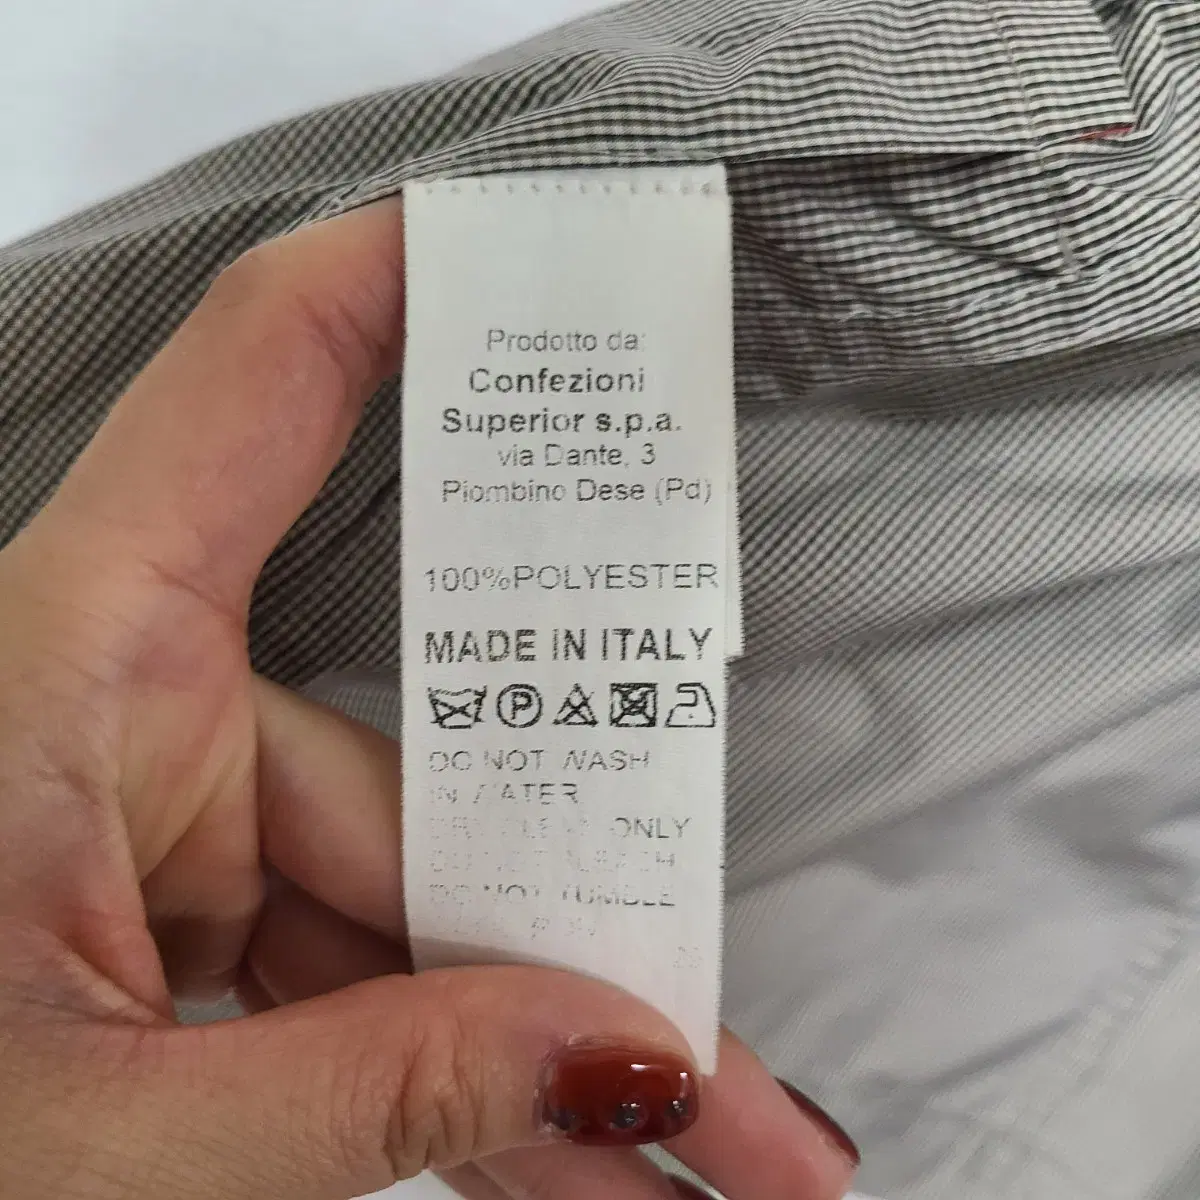 Prodotto da:
Confezioni
Superior s.p.a.
via Dante, 3
Piombino Dese (Pd)
100%POLYESTER
MADE IN ITALY
P
DO NOT WASH
IN WATER
ONLY
DO NOT TUMBLE